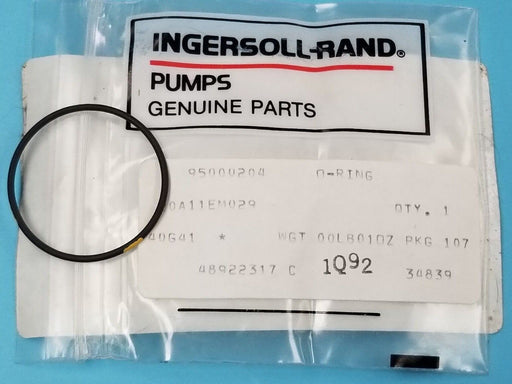 INGERSOLL-RAND®
PUMPS
GENUINE PARTS
95000204 O-RING
0A11EM029 QTY. 1
40G41 * WGT 00LB01OZ PKG 107
48922317 C 1Q92 34839